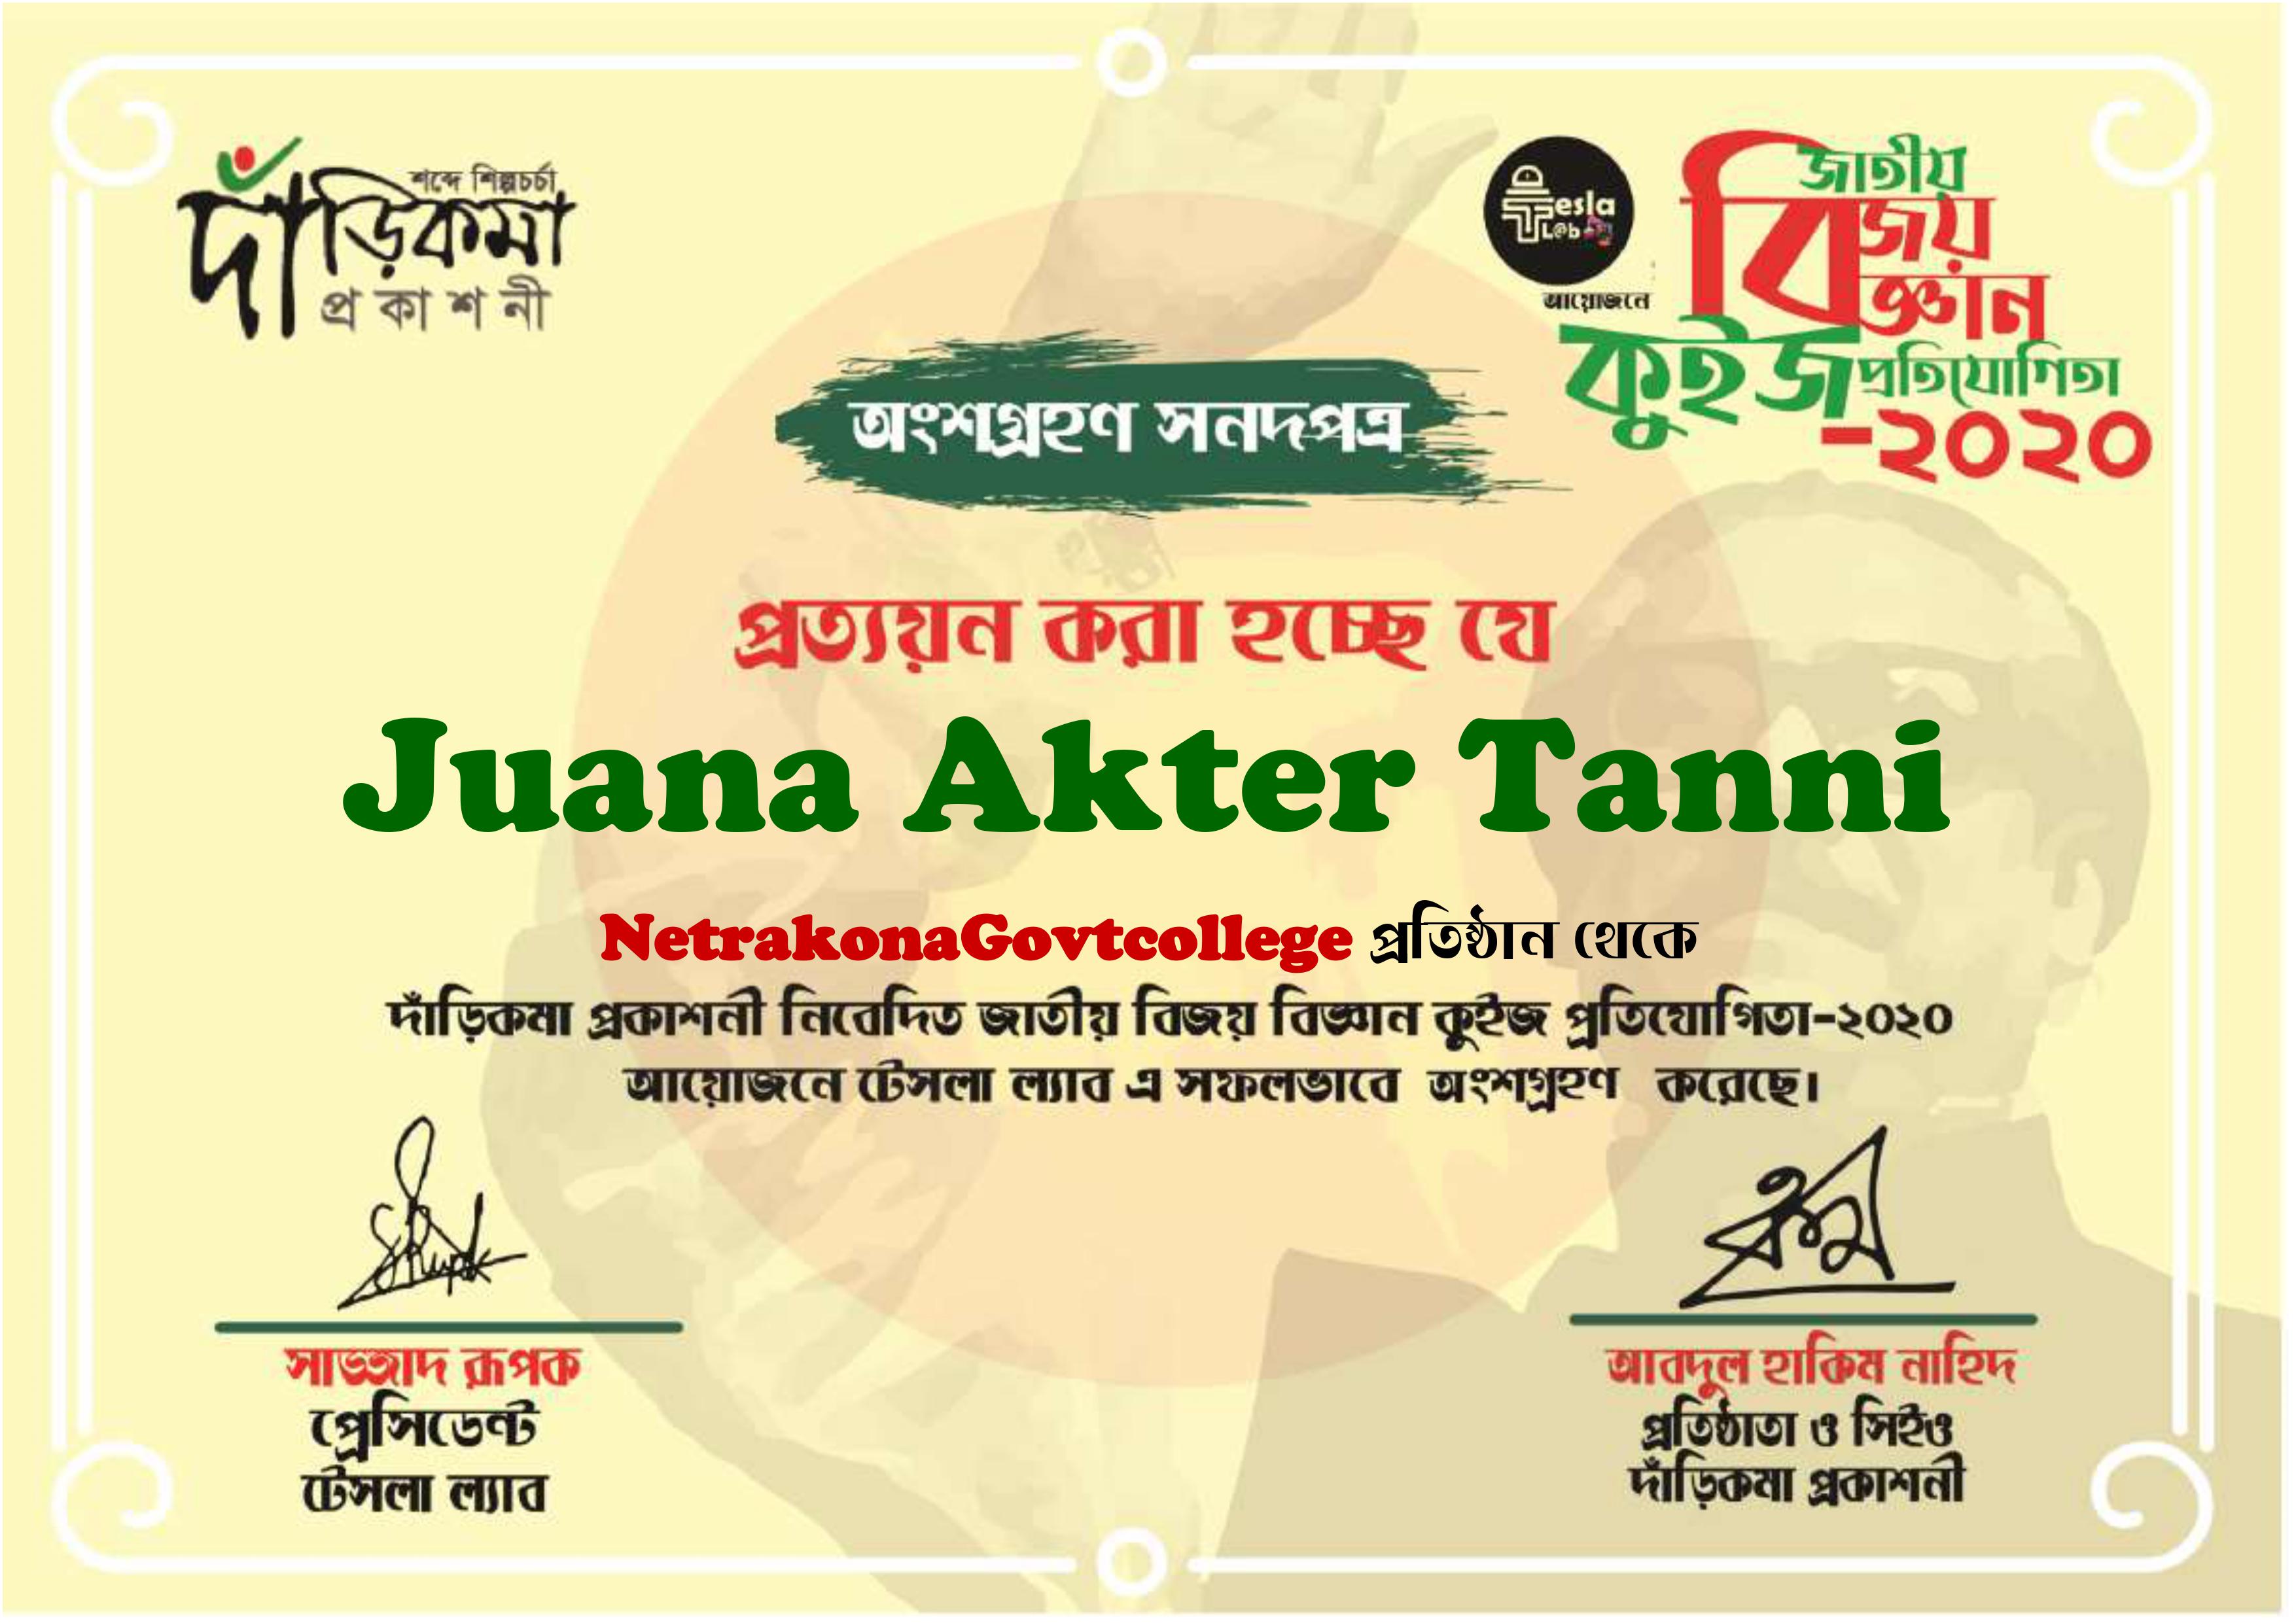 শব্দে শিল্পচর্চা
দাঁড়িকমা
প্রকাশনী
Tesla
L@b
আয়োজনে
জাতীয়
বিজয়
বিজ্ঞান
কুইজ প্রতিযোগিতা
-২০২০
অংশগ্রহণ সনদপত্র
প্রত্যয়ন করা হচ্ছে যে
Juana Akter Tanni
NetrakonaGovtcollege প্রতিষ্ঠান থেকে
দাঁড়িকমা প্রকাশনী নিবেদিত জাতীয় বিজয় বিজ্ঞান কুইজ প্রতিযোগিতা-২০২০
আয়োজনে টেসলা ল্যাব এ সফলভাবে অংশগ্রহণ করেছে।
সাজ্জাদ রূপক
প্রেসিডেন্ট
টেসলা ল্যাব
আবদুল হাকিম নাহিদ
প্রতিষ্ঠাতা ও সিইও
দাঁড়িকমা প্রকাশনী